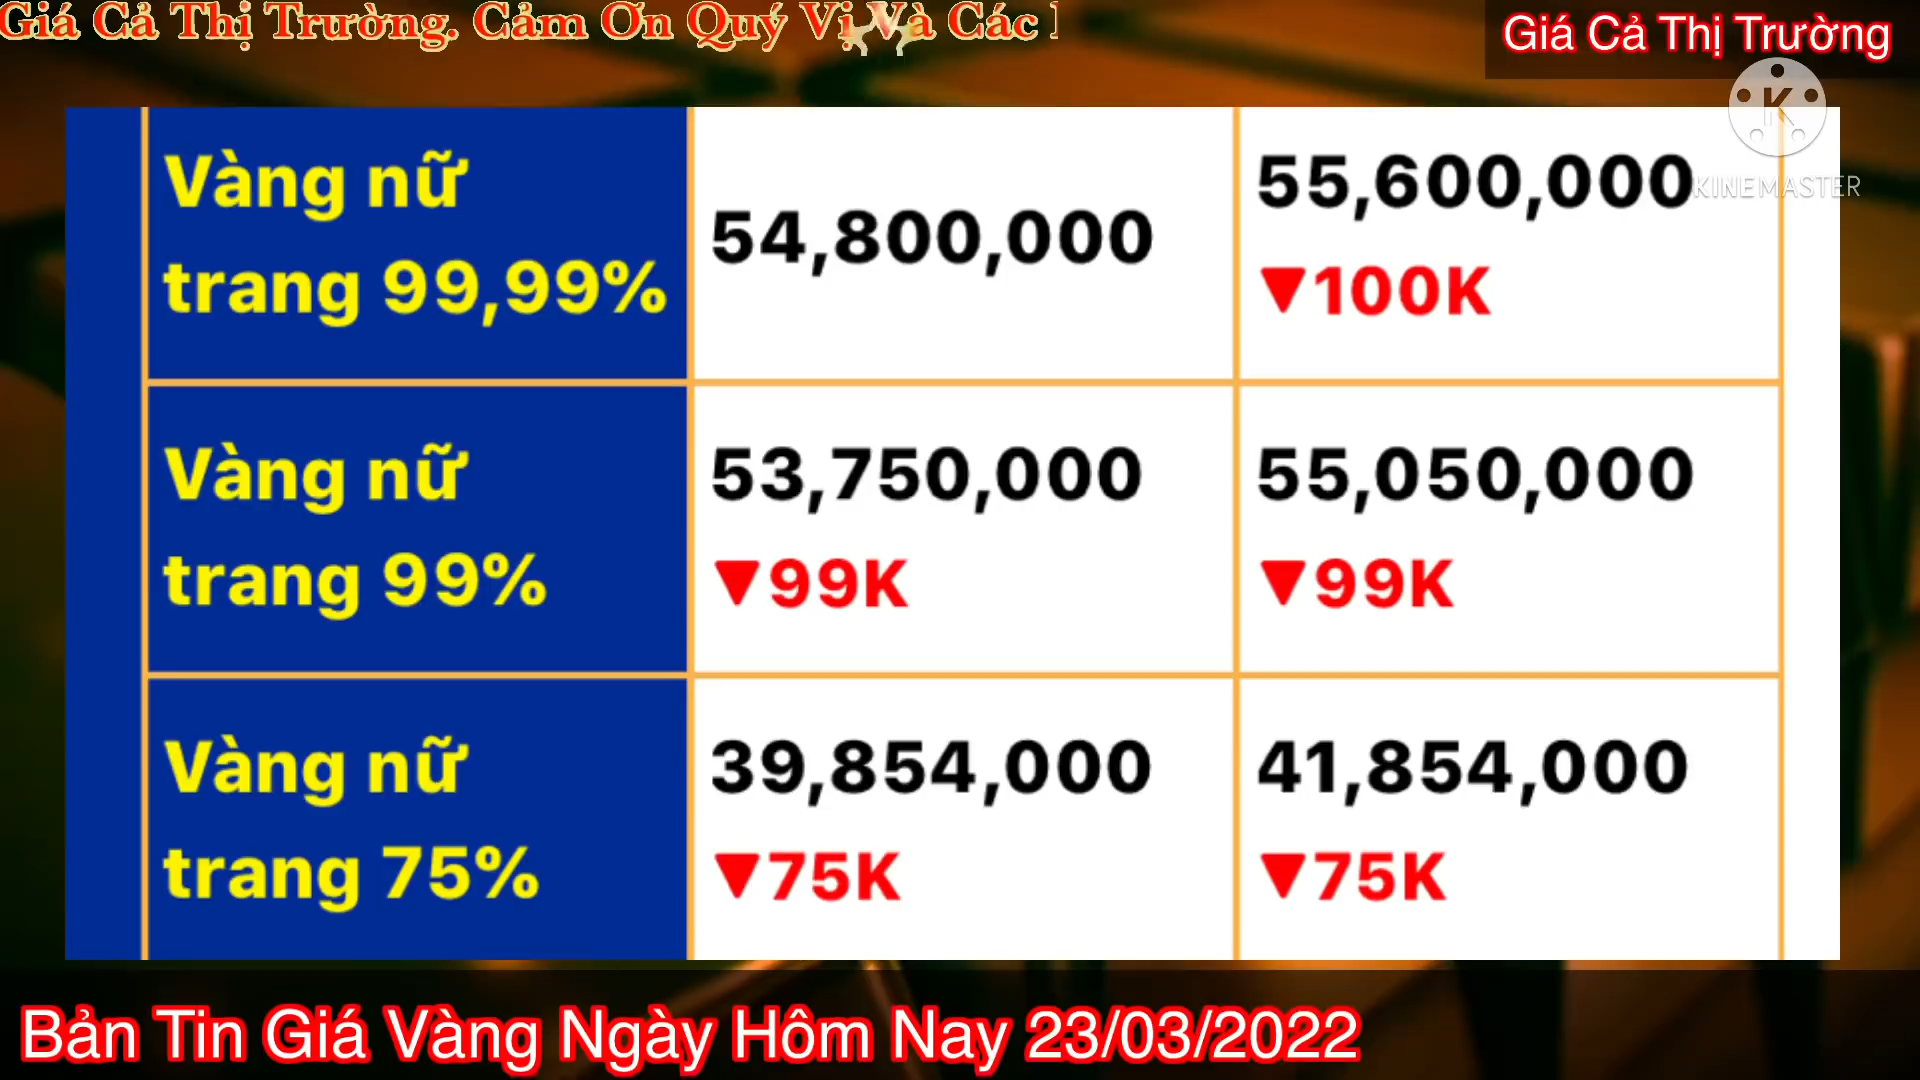 Giá Cả Thị Trường. Cảm Ơn Quý Vị Và Các
Giá Cả Thị Trường
KINEMASTER
Vàng nữ
trang 99,99%
54,800,000
55,600,000
▼100K
Vàng nữ
trang 99%
53,750,000
▼99K
55,050,000
▼99K
Vàng nữ
trang 75%
39,854,000
▼75K
41,854,000
▼75K
Bản Tin Giá Vàng Ngày Hôm Nay 23/03/2022